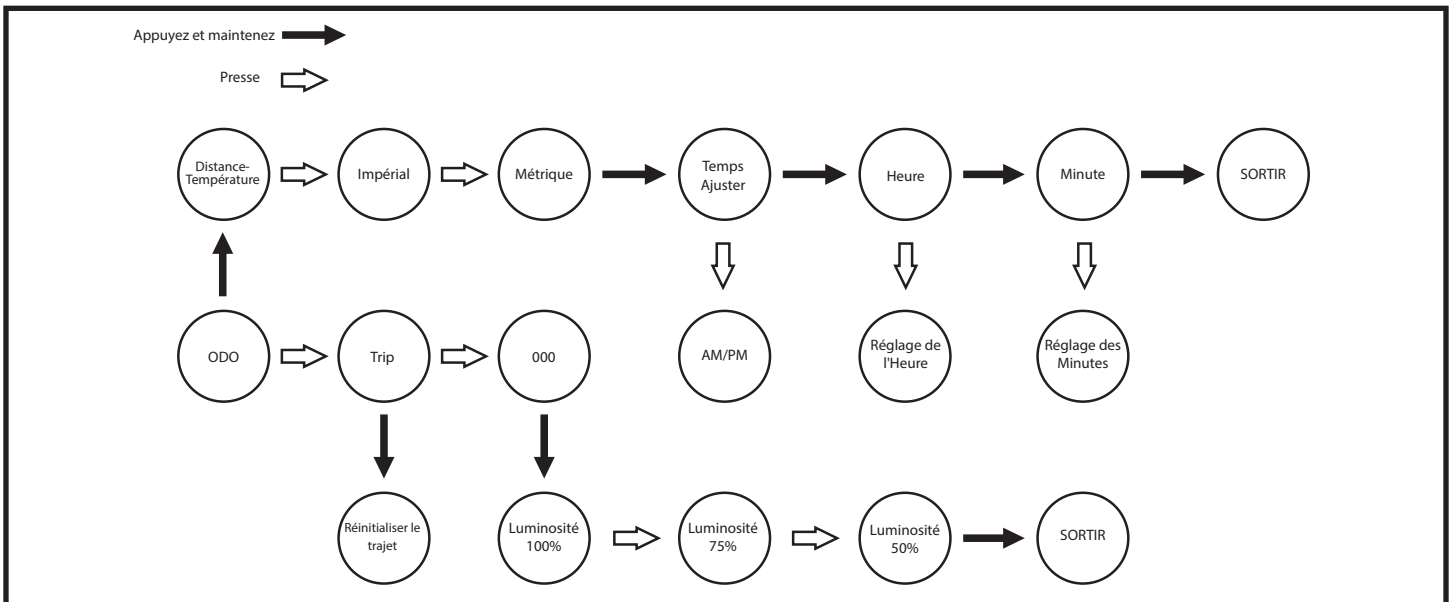 Appuyez et maintenez
Presse
Distance-
Température
Impérial
Métrique
Temps
Ajuster
Heure
Minute
SORTIR
ODO
Trip
000
AM/PM
Réglage de
l'Heure
Réglage des
Minutes
Réinitialiser le
trajet
Luminosité
100%
Luminosité
75%
Luminosité
50%
SORTIR